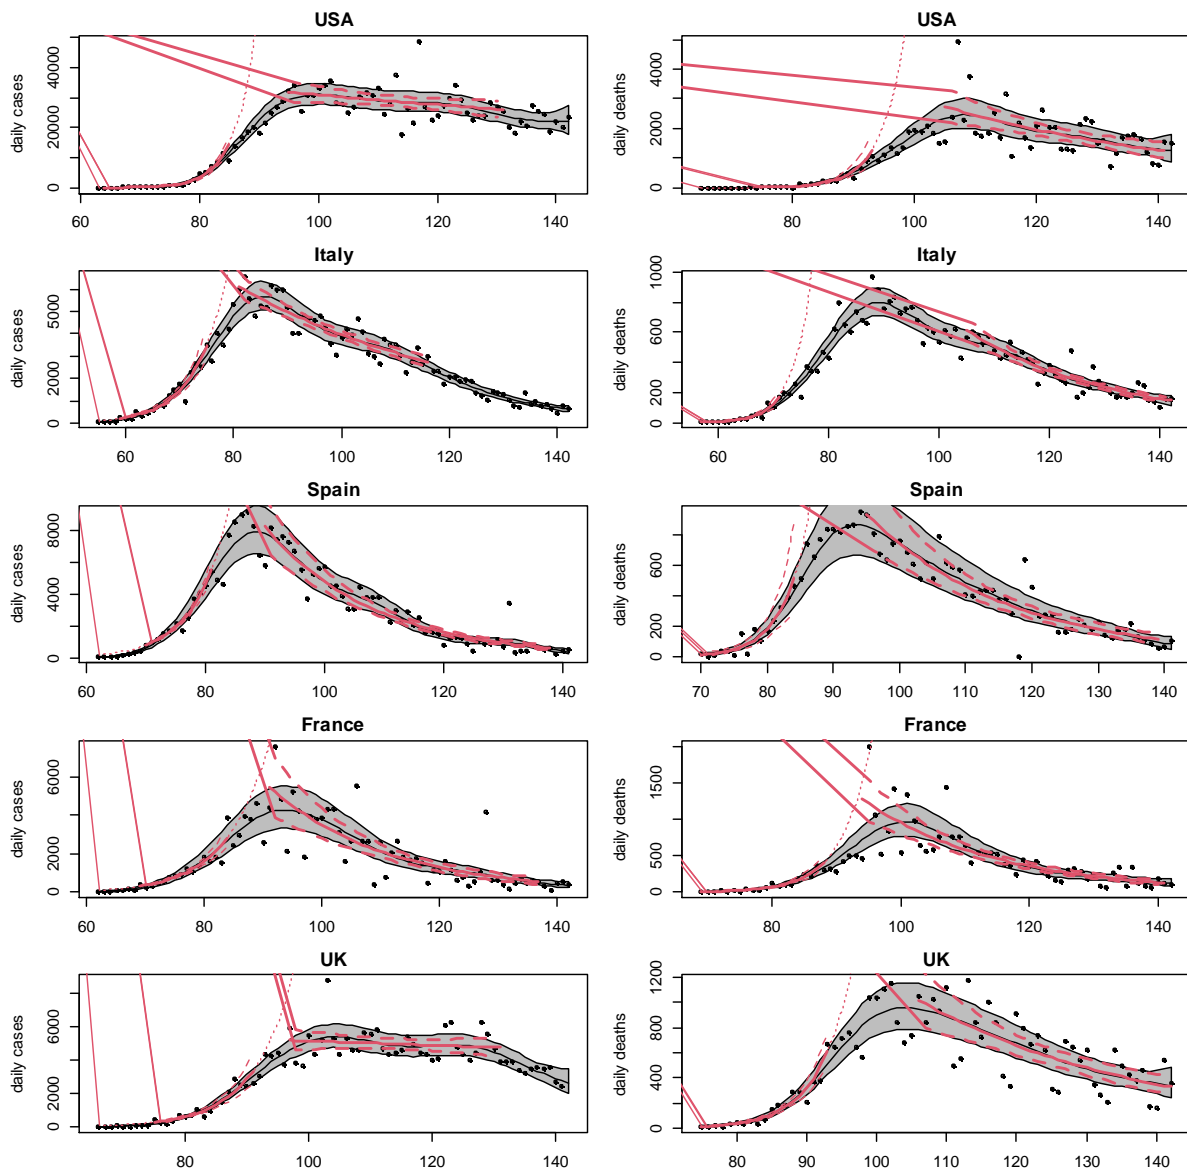 USA
USA
daily cases
0 20000 40000
60 80 100 120 140
daily deaths
0 2000 4000
80 100 120 140
Italy
Italy
daily cases
0 2000 5000
60 80 100 120 140
daily deaths
0 200 600 1000
60 80 100 120 140
Spain
Spain
daily cases
0 4000 8000
60 80 100 120 140
daily deaths
0 200 600
70 80 90 100 110 120 130 140
France
France
daily cases
0 2000 6000
60 80 100 120 140
daily deaths
0 500 1500
80 100 120 140
UK
UK
daily cases
0 2000 6000
80 100 120 140
daily deaths
0 400 800 1200
80 90 100 110 120 130 140